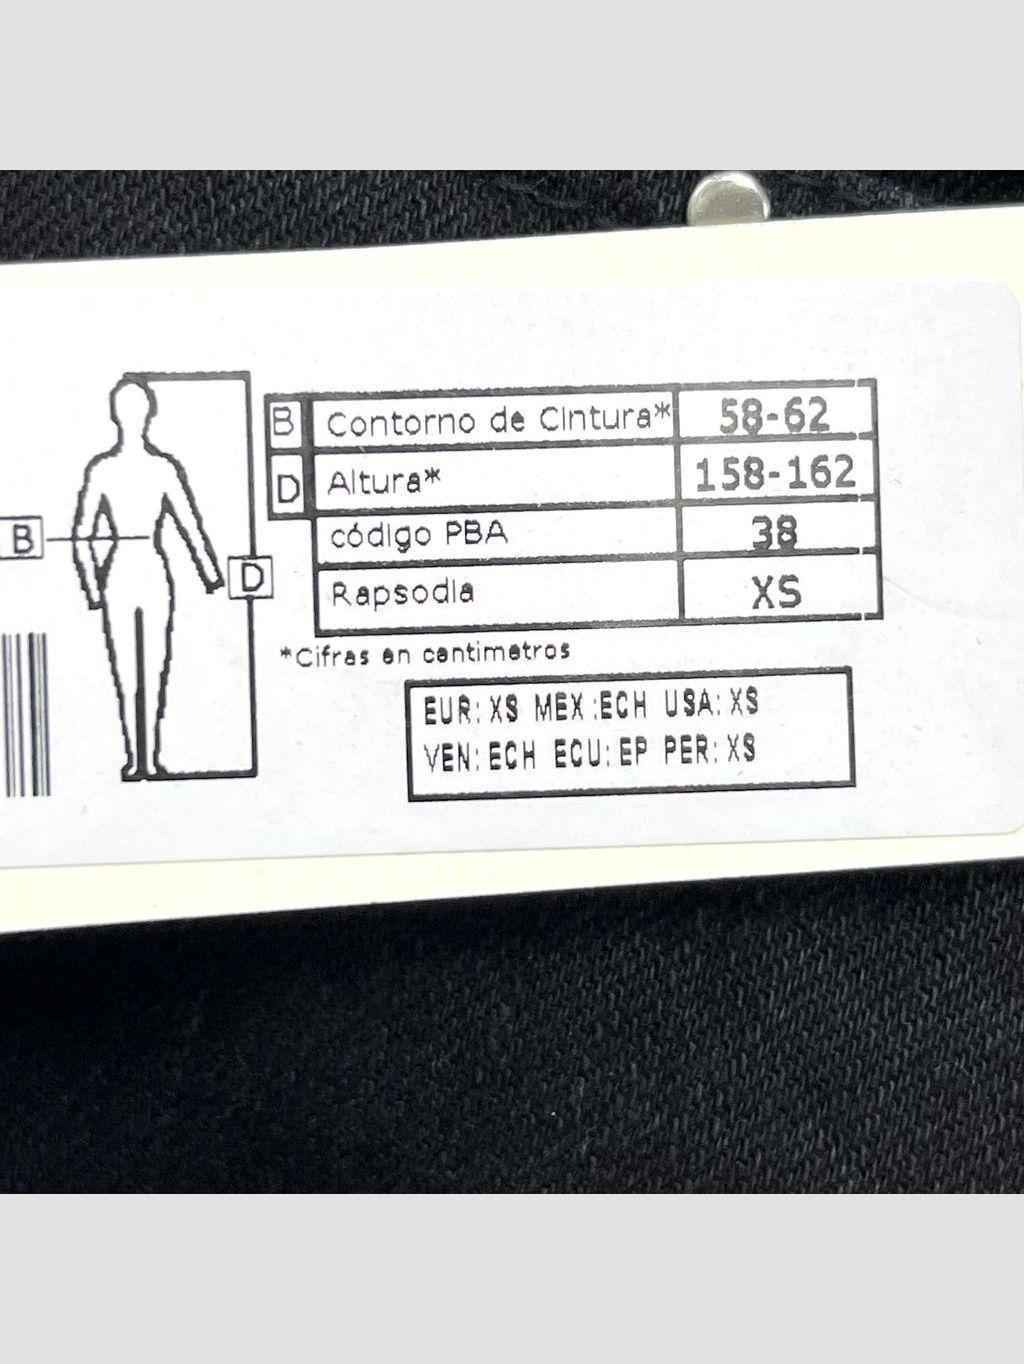 B Contorno de Cintura* 58-62
D Altura* 158-162
código PBA 38
Rapsodia XS
B
D
*Cifras en centimetros
EUR: XS MEX :ECH USA: XS
VEN: ECH ECU: EP PER: XS